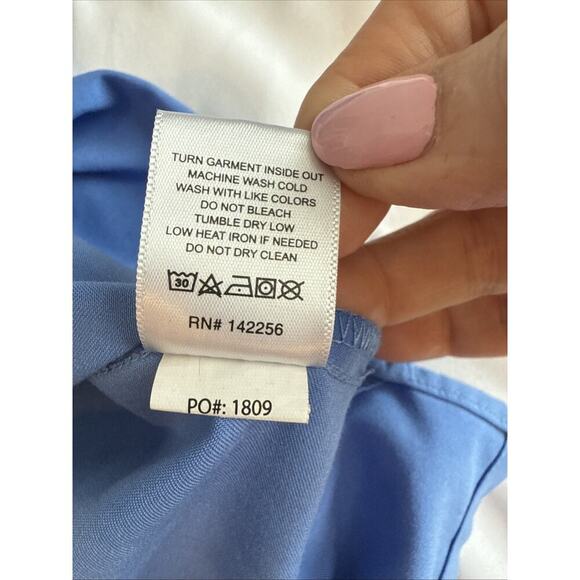 TURN GARMENT INSIDE OUT
MACHINE WASH COLD
WASH WITH LIKE COLORS
DO NOT BLEACH
TUMBLE DRY LOW
LOW HEAT IRON IF NEEDED
DO NOT DRY CLEAN
30
RN# 142256
PO#: 1809